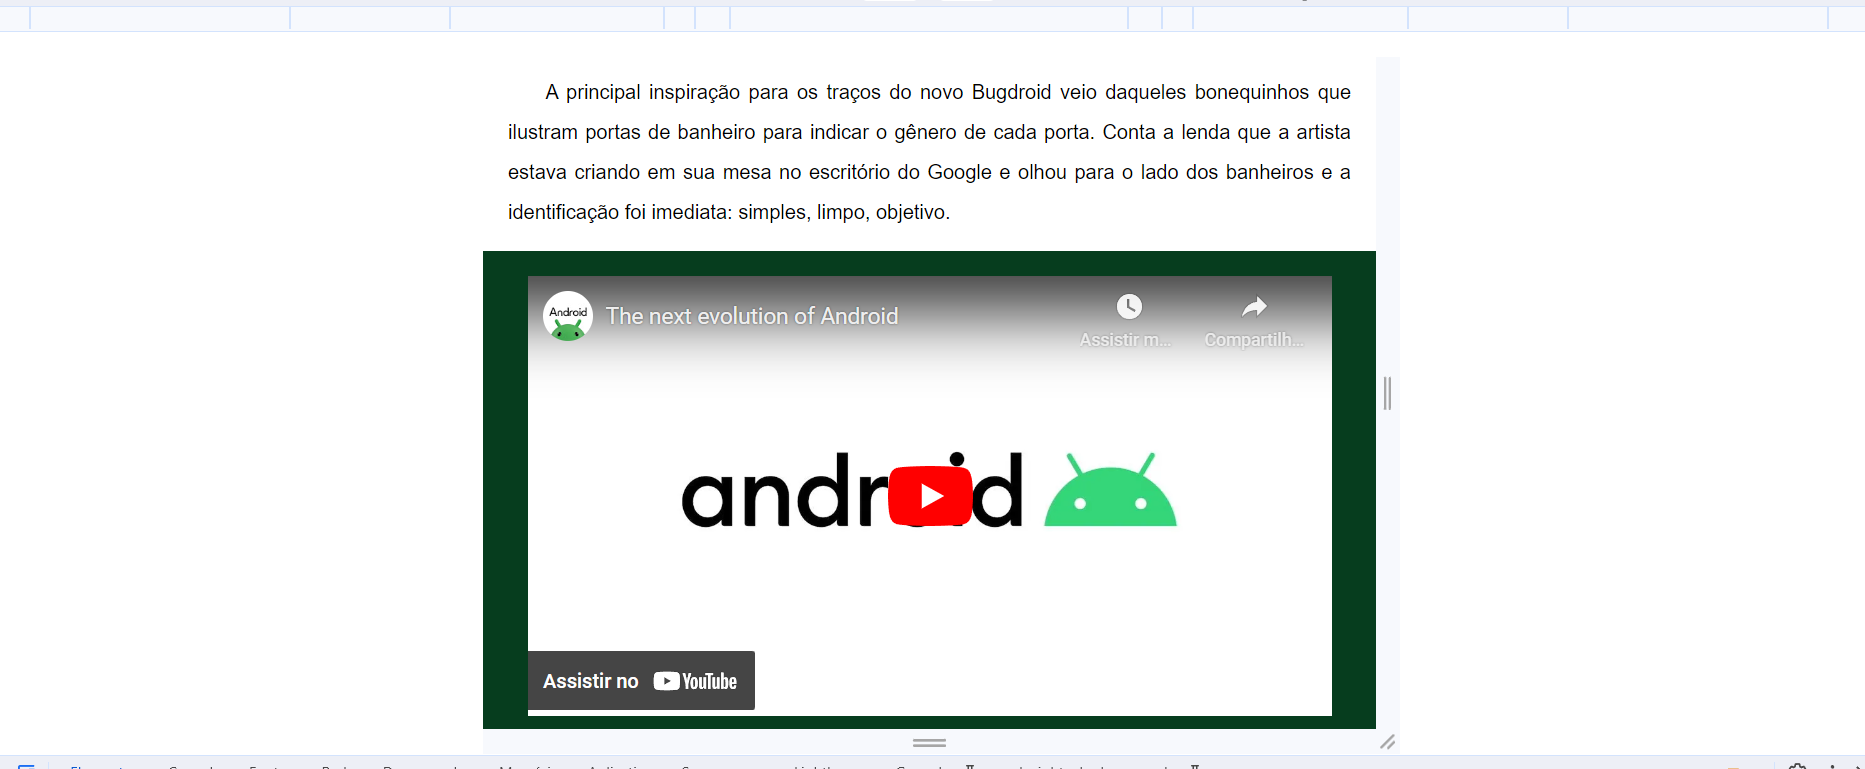 A principal inspiração para os traços do novo Bugdroid veio daqueles bonequinhos que
ilustram portas de banheiro para indicar o gênero de cada porta. Conta a lenda que a artista
estava criando em sua mesa no escritório do Google e olhou para o lado dos banheiros e a
identificação foi imediata: simples, limpo, objetivo.
Android
The next evolution of Android
Assistir m...
Compartilh...
andr d
Assistir no YouTube